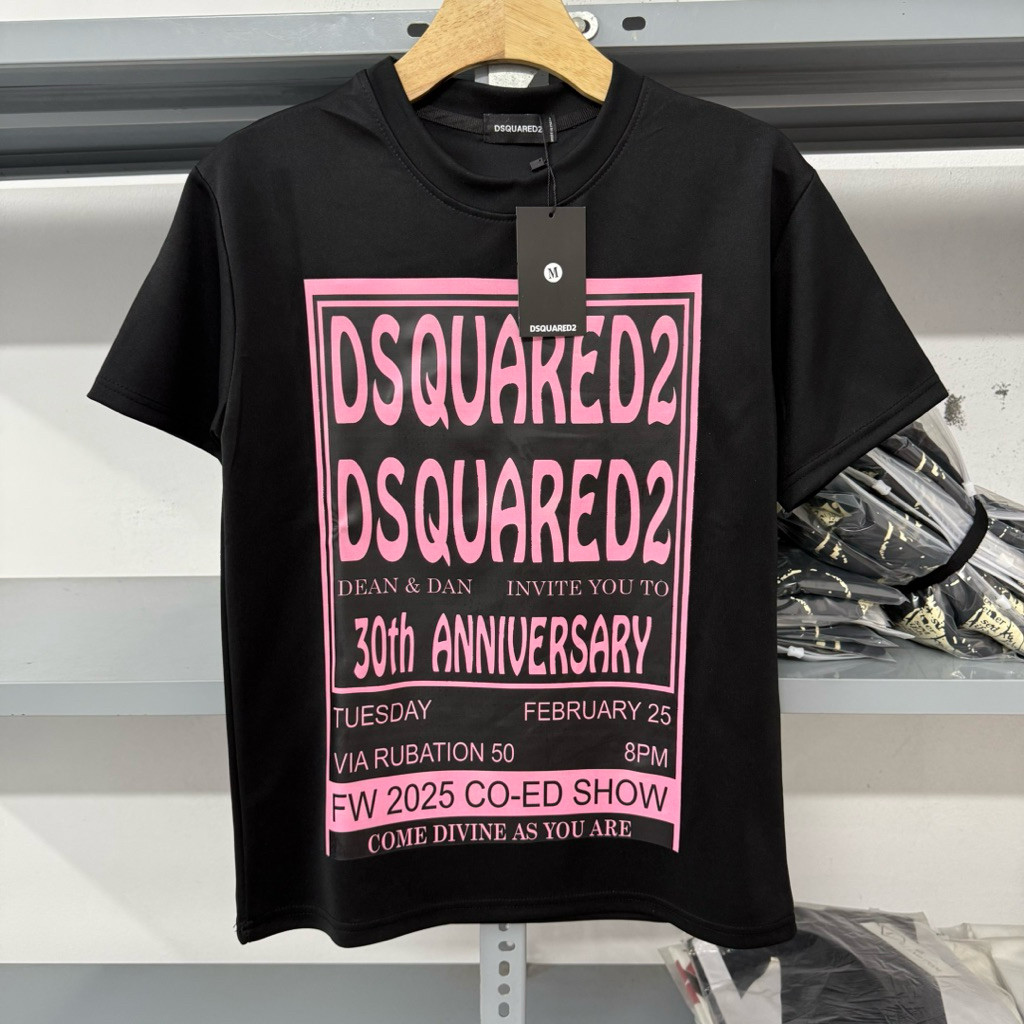 DSQUARED2
M
DSQUARED2
DSQUARED2
DSQUARED2
DEAN & DAN INVITE YOU TO
30th ANNIVERSARY
TUESDAY FEBRUARY 25
VIA RUBATION 50 8PM
FW 2025 CO-ED SHOW
COME DIVINE AS YOU ARE